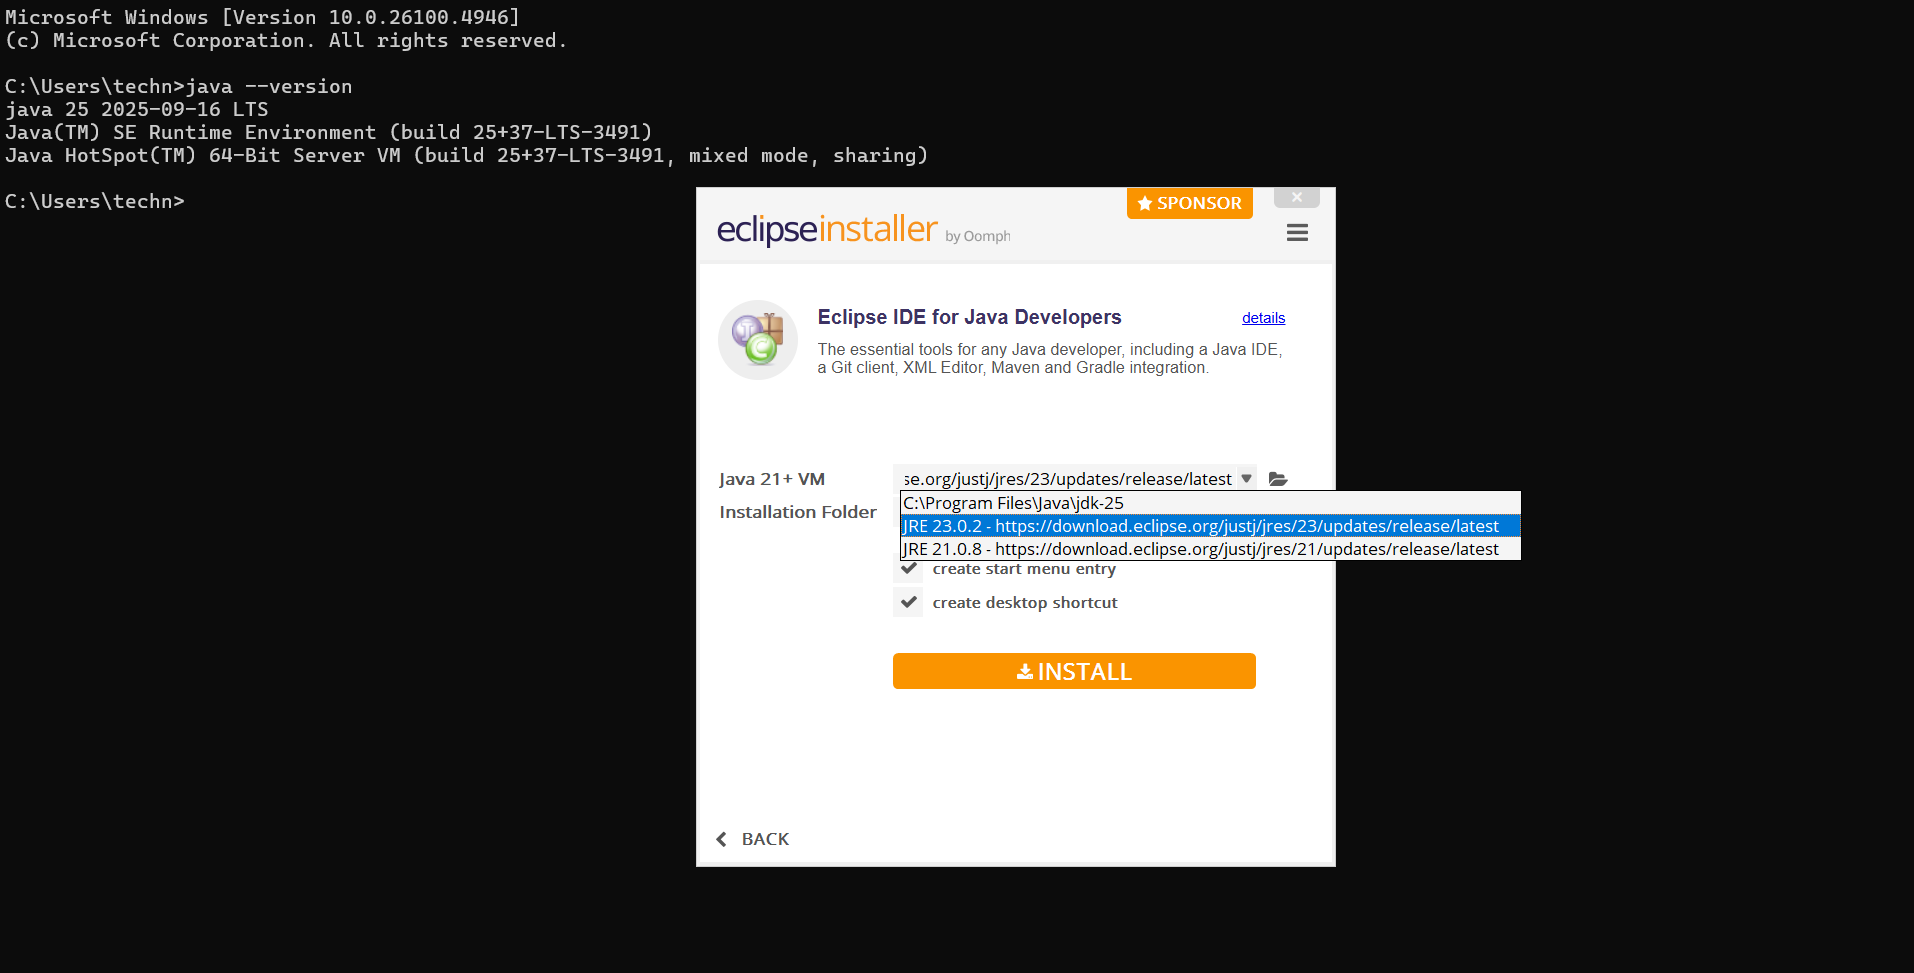 Microsoft Windows [Version 10.0.26100.4946]
(c) Microsoft Corporation. All rights reserved.
C:\Users\techn>java --version
java 25 2025-09-16 LTS
Java(TM) SE Runtime Environment (build 25+37-LTS-3491)
Java HotSpot(TM) 64-Bit Server VM (build 25+37-LTS-3491, mixed mode, sharing)
C:\Users\techn>
SPONSOR
eclipseinstaller by Oomph
Eclipse IDE for Java Developers
details
The essential tools for any Java developer, including a Java IDE,
a Git client, XML Editor, Maven and Gradle integration.
Java 21+ VM
se.org/justj/jres/23/updates/release/latest
Installation Folder
C:\Program Files\Java\jdk-25
JRE 23.0.2 - https://download.eclipse.org/justj/jres/23/updates/release/latest
JRE 21.0.8 - https://download.eclipse.org/justj/jres/21/updates/release/latest
create start menu entry
create desktop shortcut
INSTALL
BACK